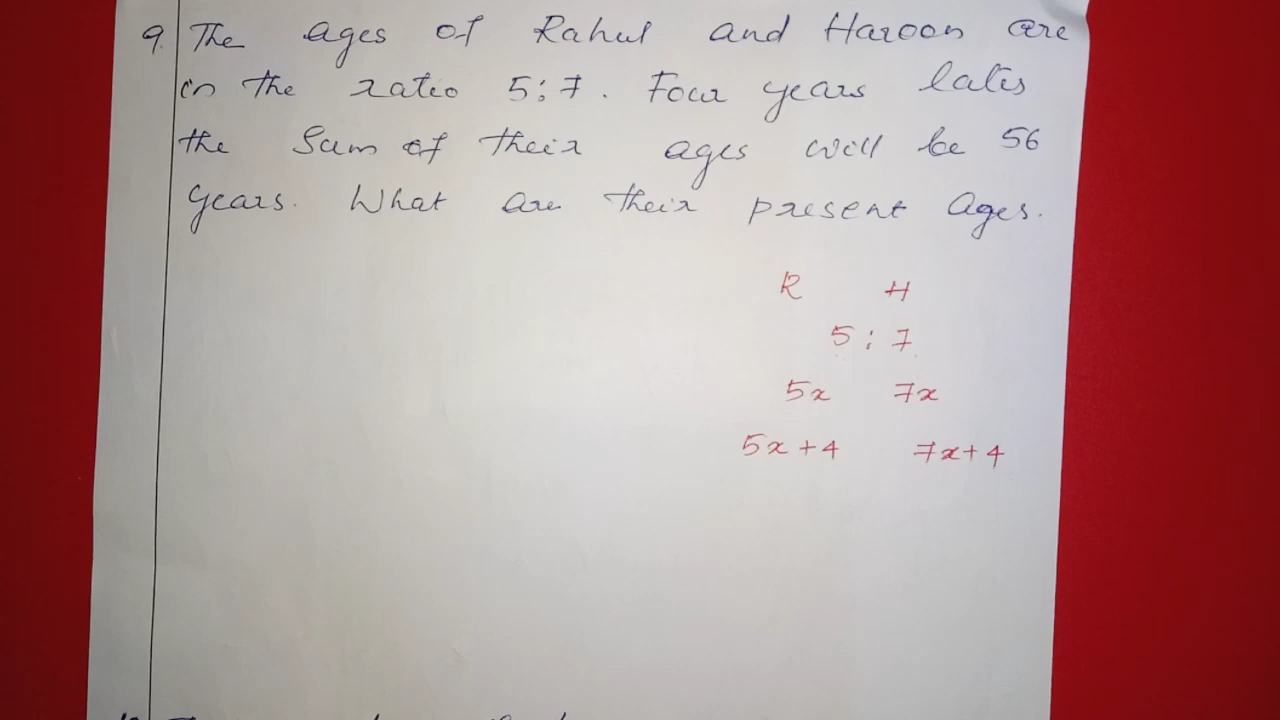 9. The ages of Rahul and Haroon are
in the ratio 5:7. Four years later
the Sum of their ages will be 56
years. What are their present ages.
R H
5 : 7
5x 7x
5x+4 7x+4